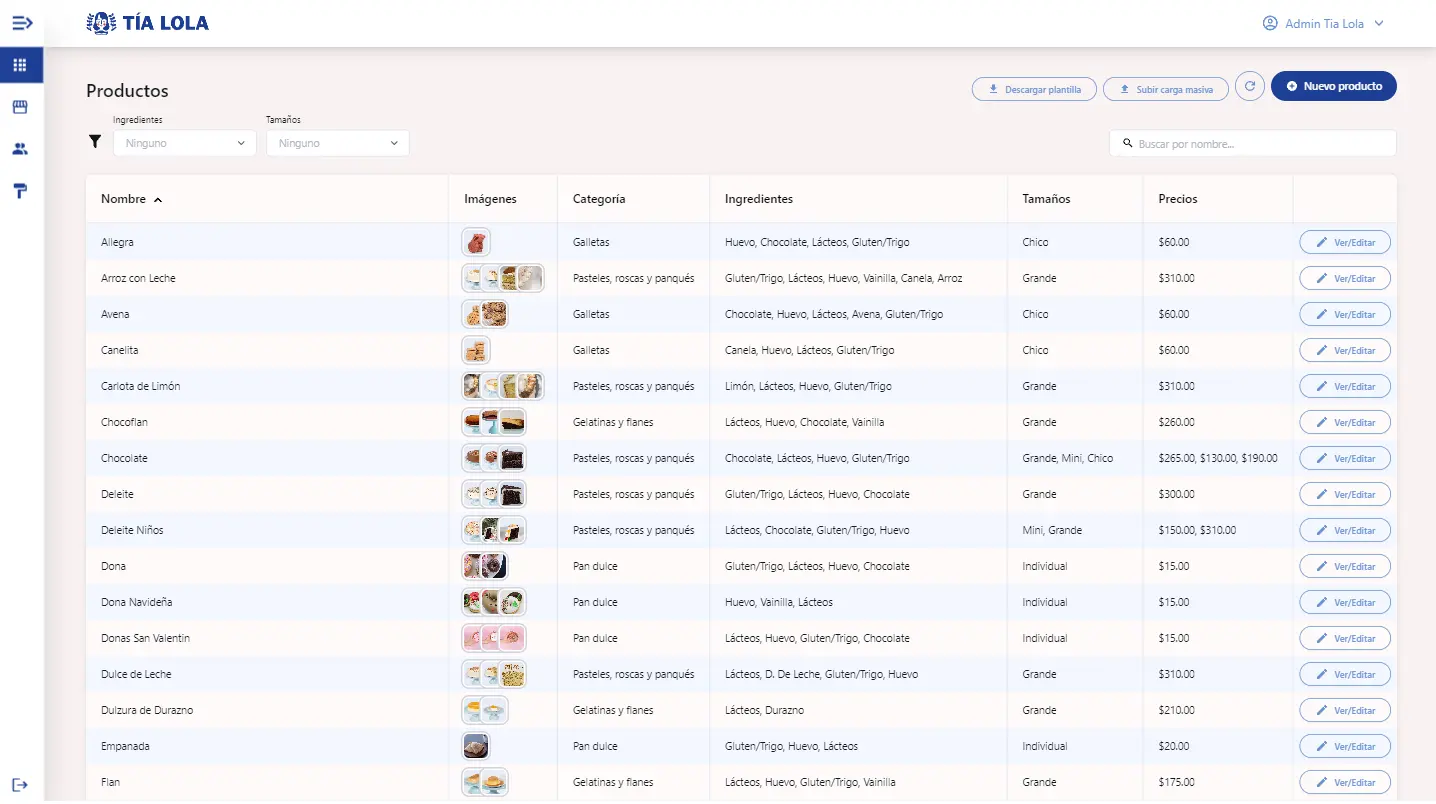 TÍA LOLA
Admin Tia Lola
Productos
Descargar plantilla
Subir carga masiva
Nuevo producto
Ingredientes
Tamaños
Ninguno
Ninguno
Buscar por nombre...
Nombre Imágenes Categoría Ingredientes Tamaños Precios
Allegra Galletas Huevo, Chocolate, Lácteos, Gluten/Trigo Chico $60.00 Ver/Editar
Arroz con Leche Pasteles, roscas y panqués Gluten/Trigo, Lácteos, Huevo, Vainilla, Canela, Arroz Grande $310.00 Ver/Editar
Avena Galletas Chocolate, Huevo, Lácteos, Avena, Gluten/Trigo Chico $60.00 Ver/Editar
Canelita Galletas Canela, Huevo, Lácteos, Gluten/Trigo Chico $60.00 Ver/Editar
Carlota de Limón Pasteles, roscas y panqués Limón, Lácteos, Huevo, Gluten/Trigo Grande $310.00 Ver/Editar
Chocoflan Gelatinas y flanes Lácteos, Huevo, Chocolate, Vainilla Grande $260.00 Ver/Editar
Chocolate Pasteles, roscas y panqués Chocolate, Lácteos, Huevo, Gluten/Trigo Grande, Mini, Chico $265.00, $130.00, $190.00 Ver/Editar
Deleite Pasteles, roscas y panqués Gluten/Trigo, Lácteos, Huevo, Chocolate Grande $300.00 Ver/Editar
Deleite Niños Pasteles, roscas y panqués Lácteos, Chocolate, Gluten/Trigo, Huevo Mini, Grande $150.00, $310.00 Ver/Editar
Dona Pan dulce Gluten/Trigo, Lácteos, Huevo, Chocolate Individual $15.00 Ver/Editar
Dona Navideña Pan dulce Huevo, Vainilla, Lácteos Individual $15.00 Ver/Editar
Donas San Valentin Pan dulce Lácteos, Huevo, Gluten/Trigo, Chocolate Individual $15.00 Ver/Editar
Dulce de Leche Pasteles, roscas y panqués Lácteos, D. De Leche, Gluten/Trigo, Huevo Grande $310.00 Ver/Editar
Dulzura de Durazno Gelatinas y flanes Lácteos, Durazno Grande $210.00 Ver/Editar
Empanada Pan dulce Gluten/Trigo, Huevo, Lácteos Individual $20.00 Ver/Editar
Flan Gelatinas y flanes Lácteos, Huevo, Gluten/Trigo, Vainilla Grande $175.00 Ver/Editar